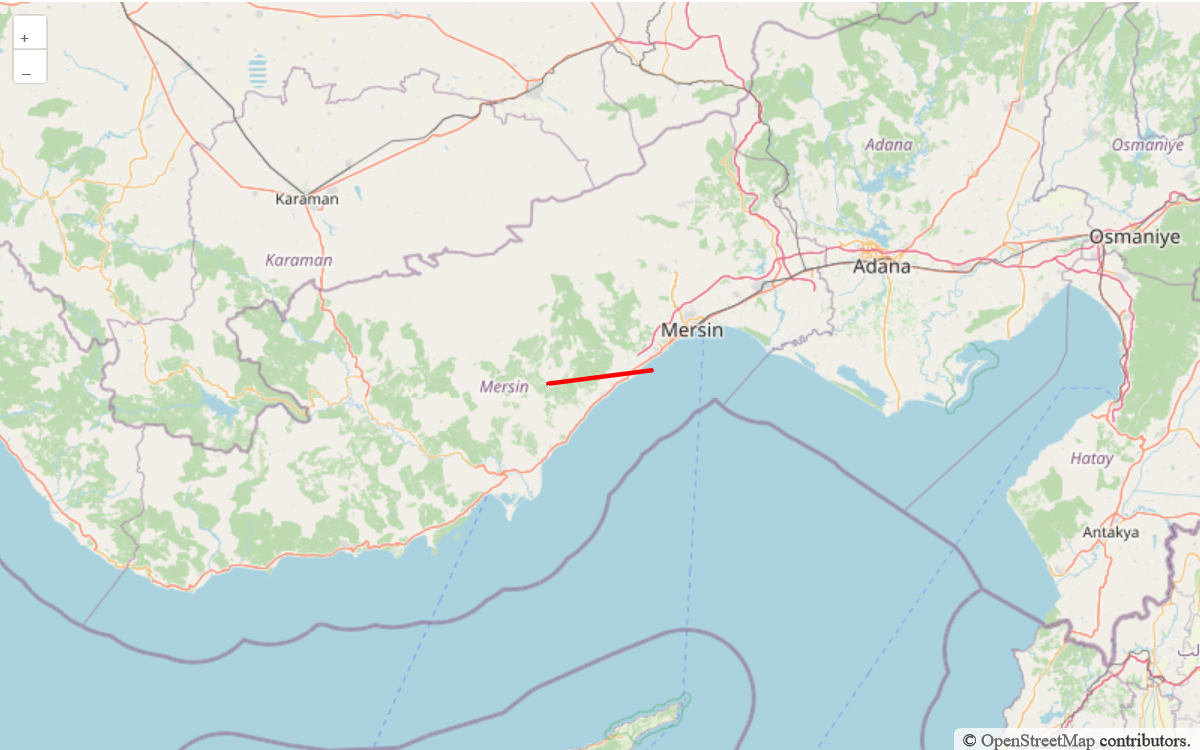 +
–
Adana
Osmaniye
Karaman
Osmaniye
Karaman
Adana
Mersin
Mersin
Hatay
Antakya
© OpenStreetMap contributors.